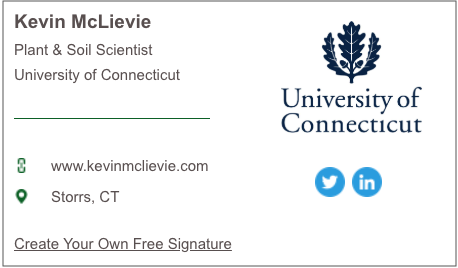 Kevin McLievie
Plant & Soil Scientist
University of Connecticut
www.kevinmclievie.com
Storrs, CT
Create Your Own Free Signature
University of
Connecticut
in